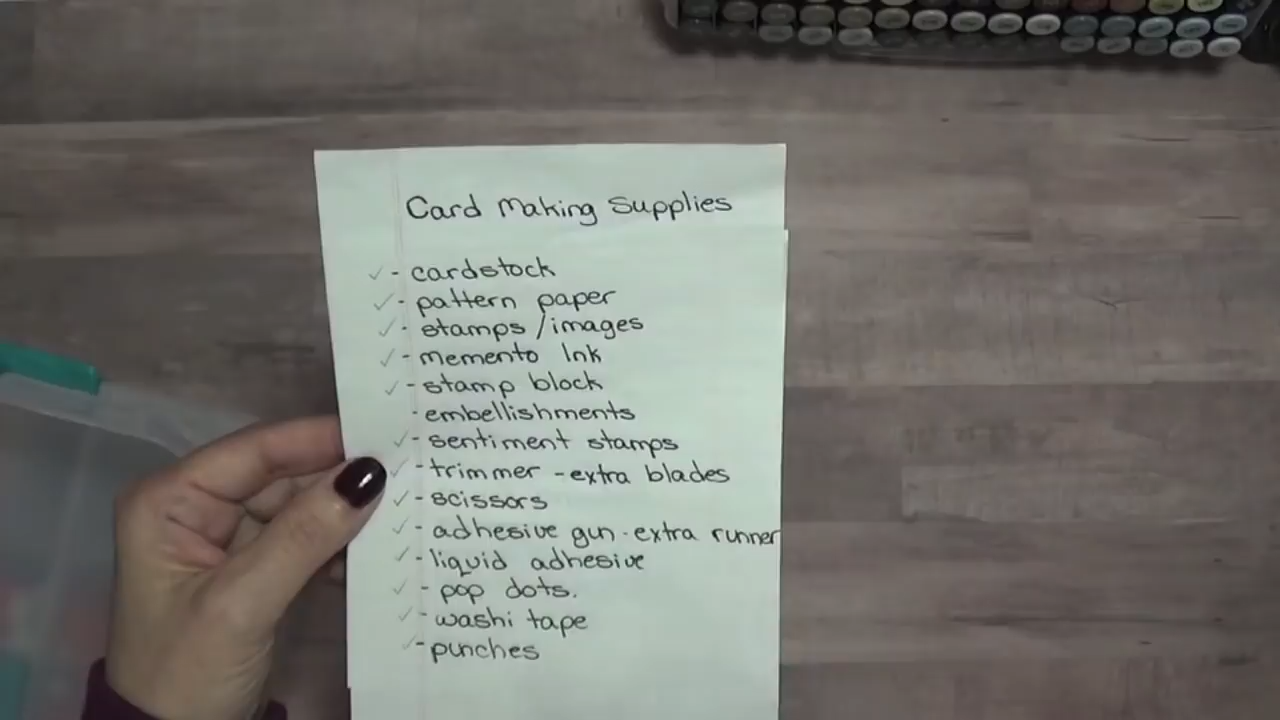 Card Making Supplies
✓ - cardstock
✓ - pattern paper
✓ - stamps/images
✓ - memento Ink
✓ - stamp block
- embellishments
✓ - sentiment stamps
✓ - trimmer - extra blades
✓ - scissors
✓ - adhesive gun - extra runner
✓ - liquid adhesive
✓ - pop dots.
✓ - washi tape
✓ - punches